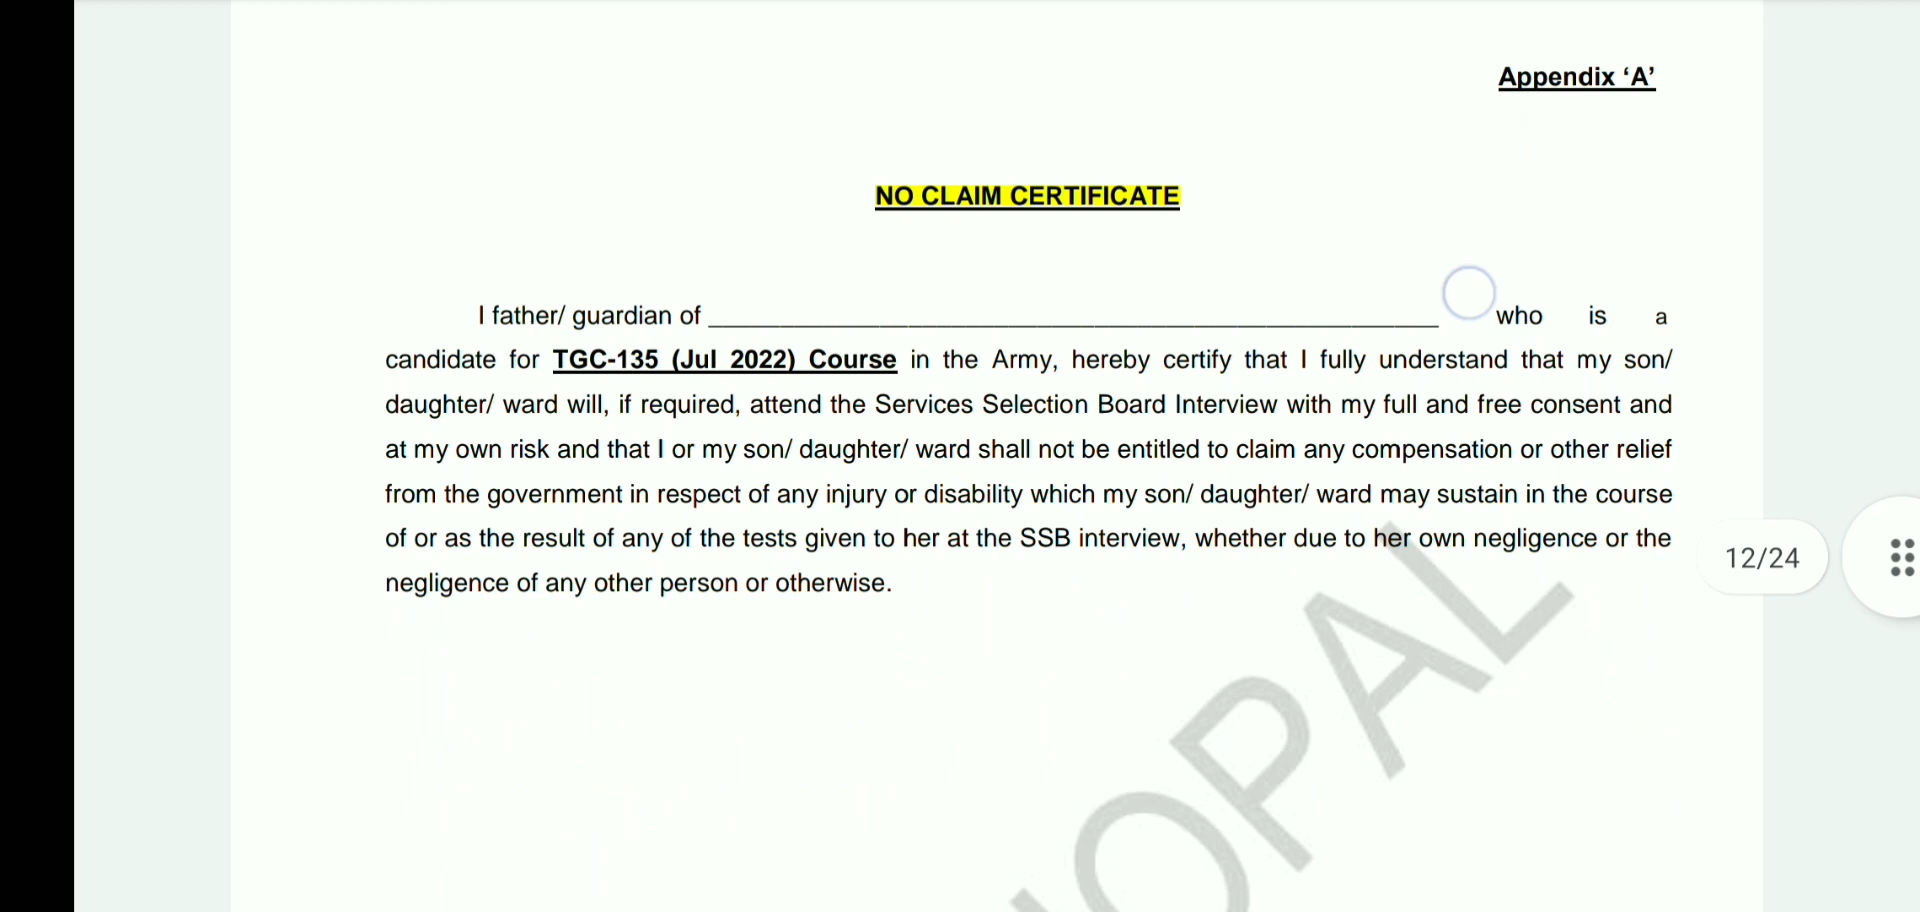 Appendix ‘A’
NO CLAIM CERTIFICATE
I father/ guardian of ______________________________________________________ who is a
candidate for TGC-135 (Jul 2022) Course in the Army, hereby certify that I fully understand that my son/
daughter/ ward will, if required, attend the Services Selection Board Interview with my full and free consent and
at my own risk and that I or my son/ daughter/ ward shall not be entitled to claim any compensation or other relief
from the government in respect of any injury or disability which my son/ daughter/ ward may sustain in the course
of or as the result of any of the tests given to her at the SSB interview, whether due to her own negligence or the
negligence of any other person or otherwise.
12/24
OPAL